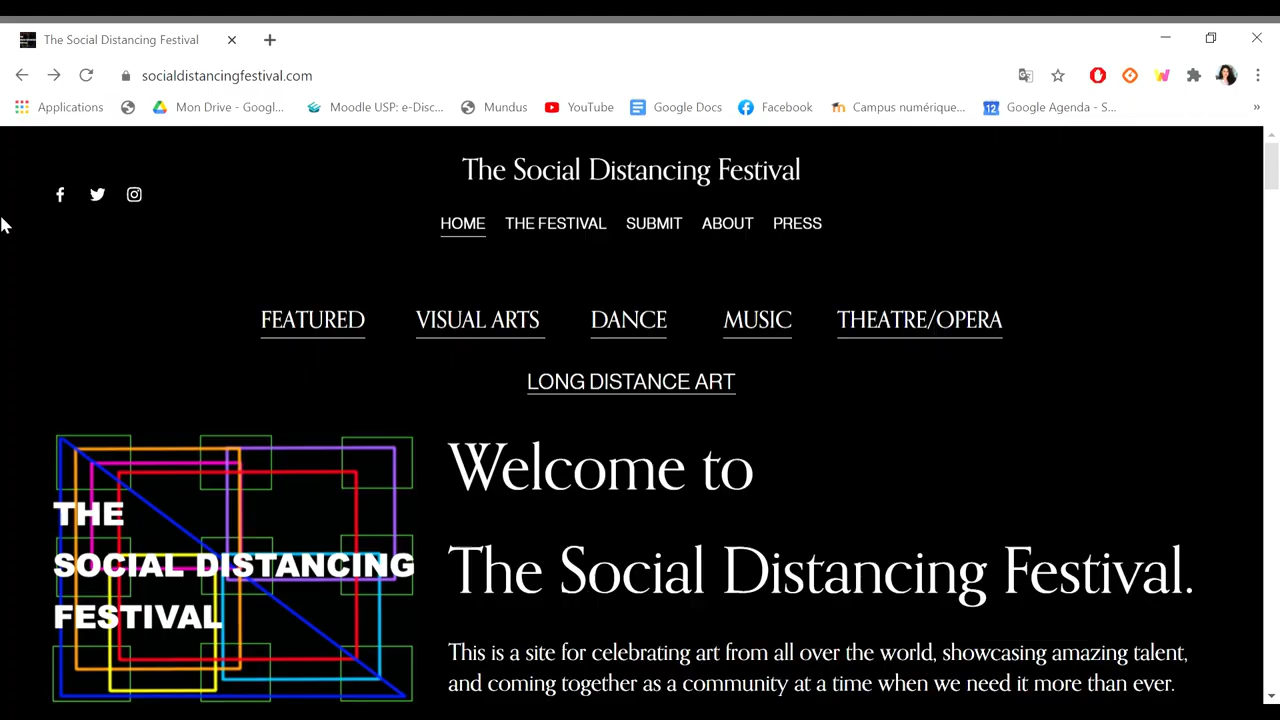 The Social Distancing Festival
socialdistancingfestival.com
Applications Mon Drive - Googl... Moodle USP: e-Disc... Mundus YouTube Google Docs Facebook Campus numérique... 12 Google Agenda - S... »
The Social Distancing Festival
HOME THE FESTIVAL SUBMIT ABOUT PRESS
FEATURED VISUAL ARTS DANCE MUSIC THEATRE/OPERA
LONG DISTANCE ART
THE
SOCIAL DISTANCING
FESTIVAL
Welcome to
The Social Distancing Festival.
This is a site for celebrating art from all over the world, showcasing amazing talent,
and coming together as a community at a time when we need it more than ever.